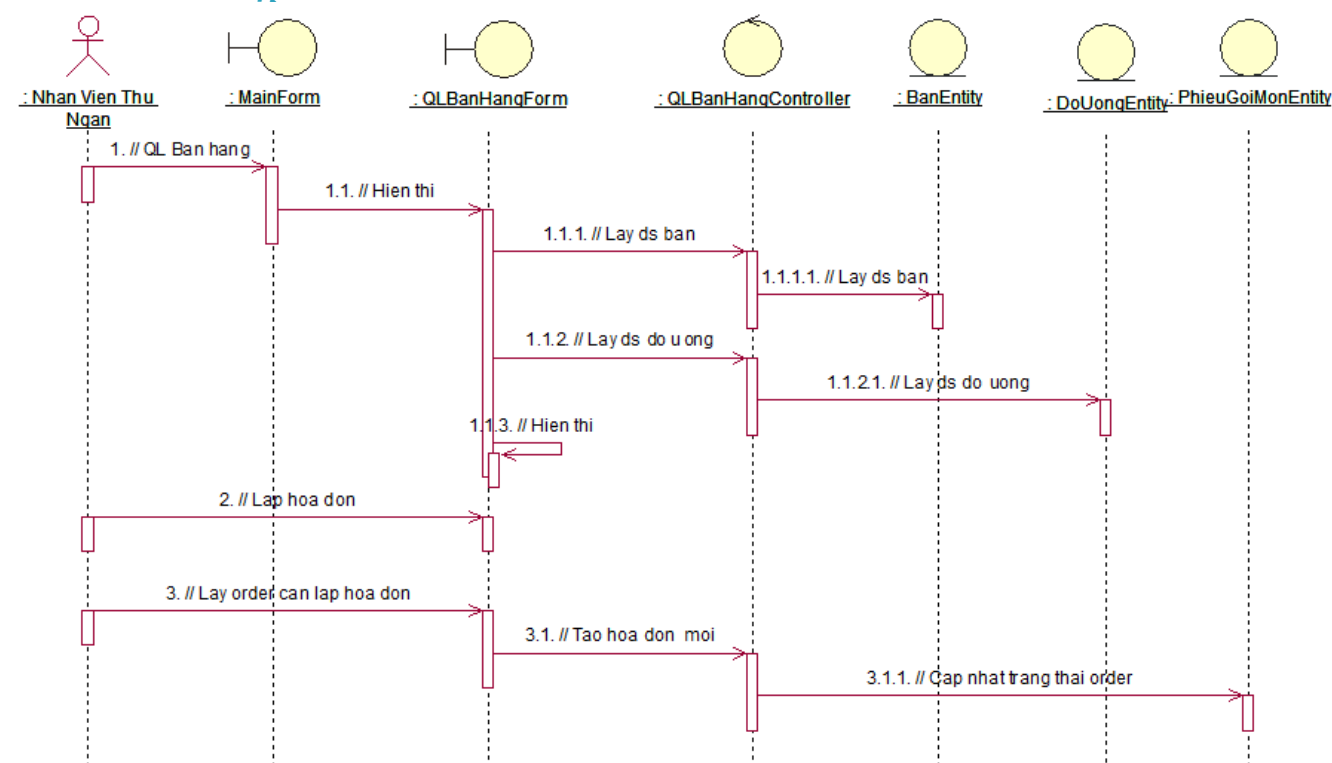 : Nhan Vien Thu
Ngan
: MainForm
: QLBanHangForm
: QLBanHangController
: BanEntity
: DoUongEntity
: PhieuGoiMonEntity
1. // QL Ban hang
1.1. // Hien thi
1.1.1. // Lay ds ban
1.1.1.1. // Lay ds ban
1.1.2. // Lay ds do uong
1.1.2.1. // Lay ds do uong
1.1.3. // Hien thi
2. // Lap hoa don
3. // Lay order can lap hoa don
3.1. // Tao hoa don moi
3.1.1. // Cap nhat trang thai order